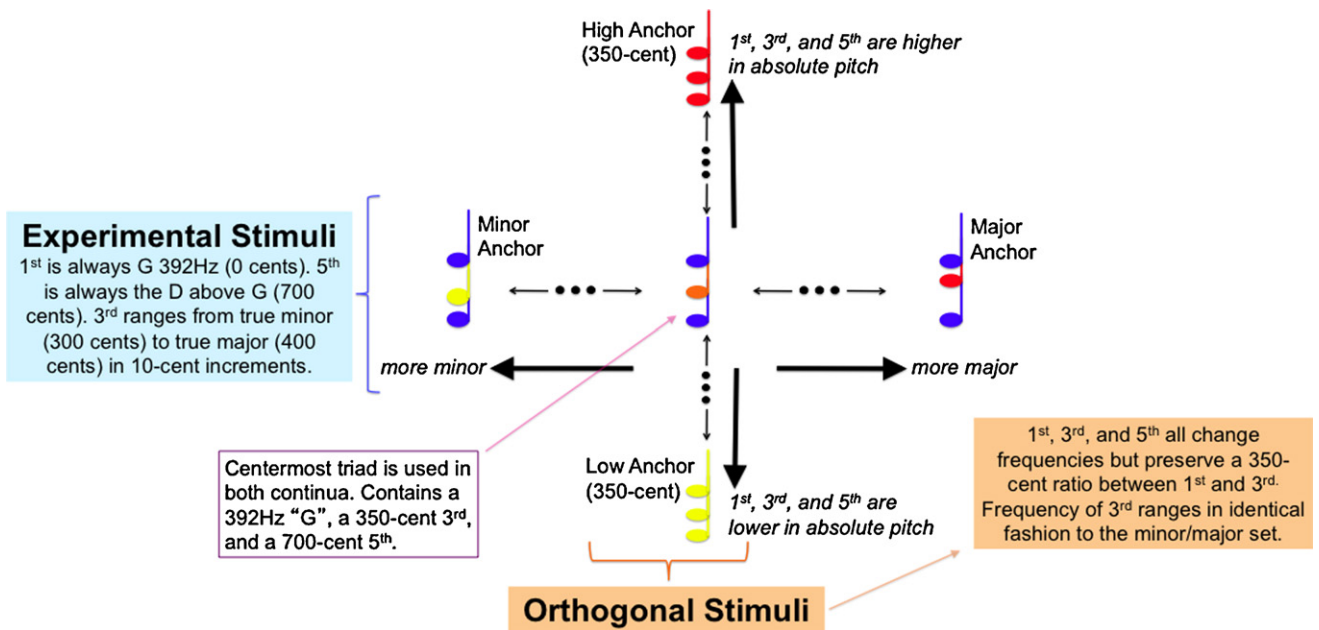 High Anchor
(350-cent)
1st, 3rd, and 5th are higher
in absolute pitch
Experimental Stimuli
1st is always G 392Hz (0 cents). 5th
is always the D above G (700
cents). 3rd ranges from true minor
(300 cents) to true major (400
cents) in 10-cent increments.
Minor
Anchor
Major
Anchor
more minor
more major
Centermost triad is used in
both continua. Contains a
392Hz “G”, a 350-cent 3rd,
and a 700-cent 5th.
Low Anchor
(350-cent)
1st, 3rd, and 5th are
lower in absolute pitch
1st, 3rd, and 5th all change
frequencies but preserve a 350-
cent ratio between 1st and 3rd.
Frequency of 3rd ranges in identical
fashion to the minor/major set.
Orthogonal Stimuli